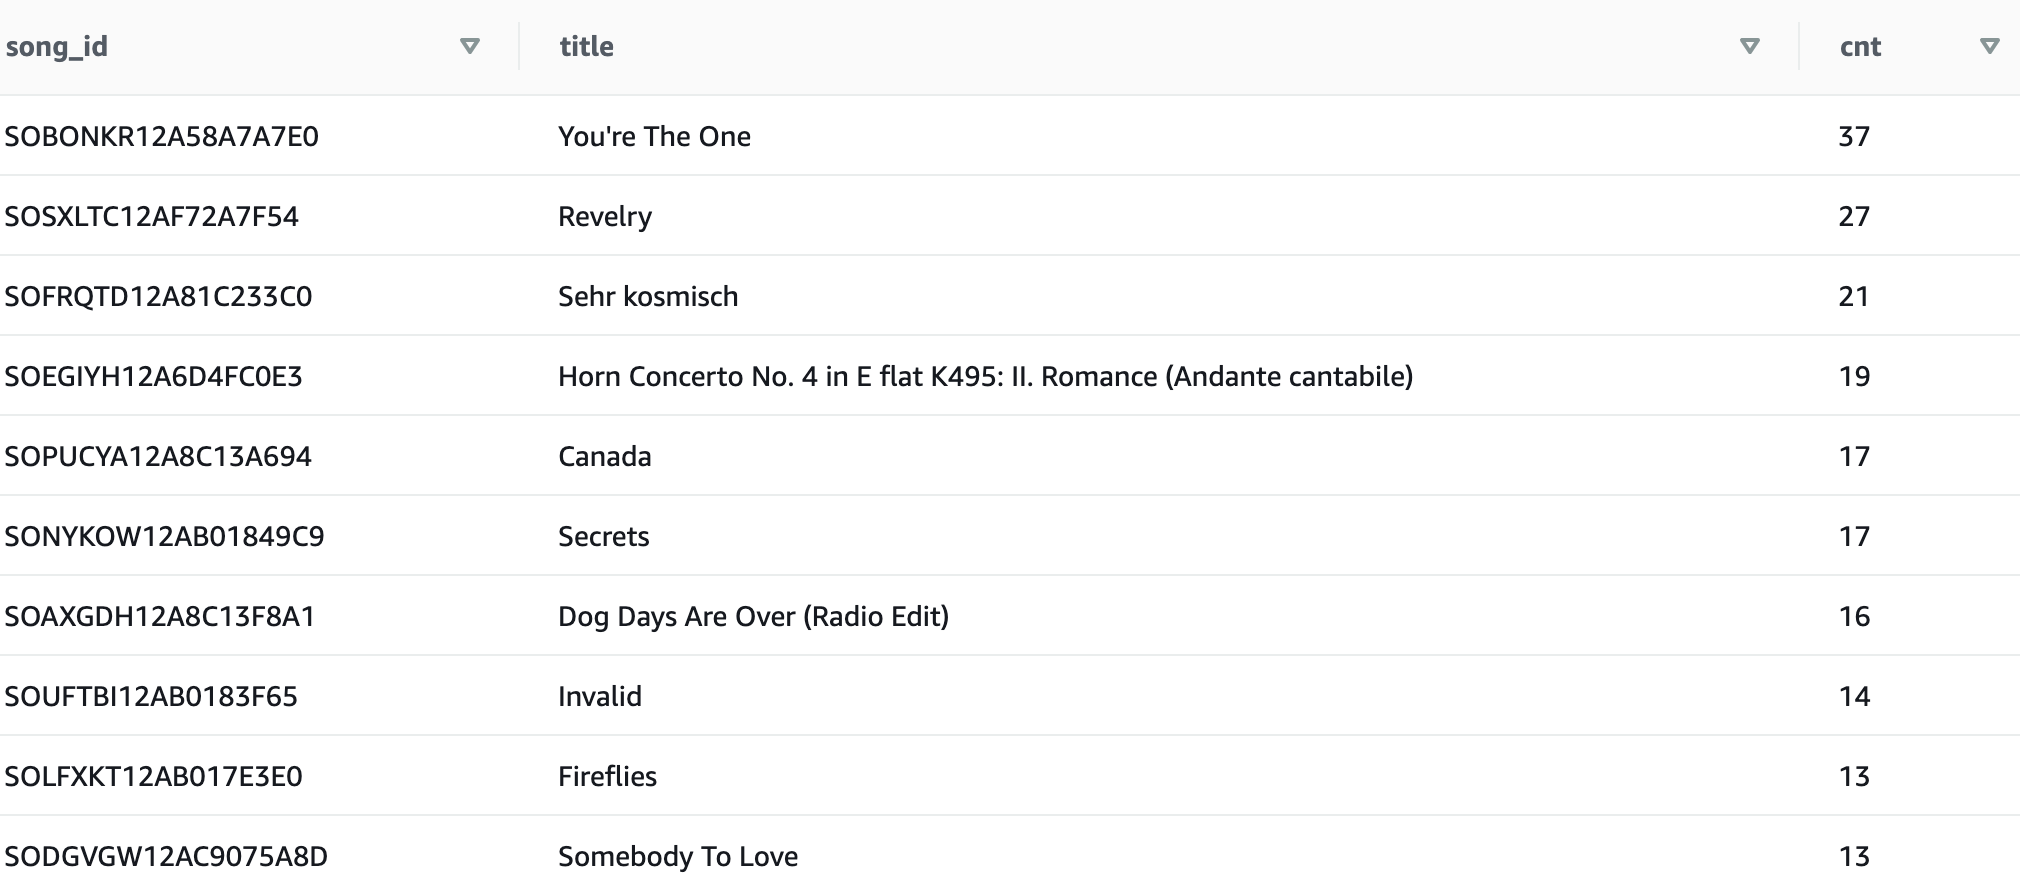 song_id title cnt
SOBONKR12A58A7A7E0 You're The One 37
SOSXLTC12AF72A7F54 Revelry 27
SOFRQTD12A81C233C0 Sehr kosmisch 21
SOEGIYH12A6D4FC0E3 Horn Concerto No. 4 in E flat K495: II. Romance (Andante cantabile) 19
SOPUCYA12A8C13A694 Canada 17
SONYKOW12AB01849C9 Secrets 17
SOAXGDH12A8C13F8A1 Dog Days Are Over (Radio Edit) 16
SOUFTBI12AB0183F65 Invalid 14
SOLFXKT12AB017E3E0 Fireflies 13
SODGVGW12AC9075A8D Somebody To Love 13